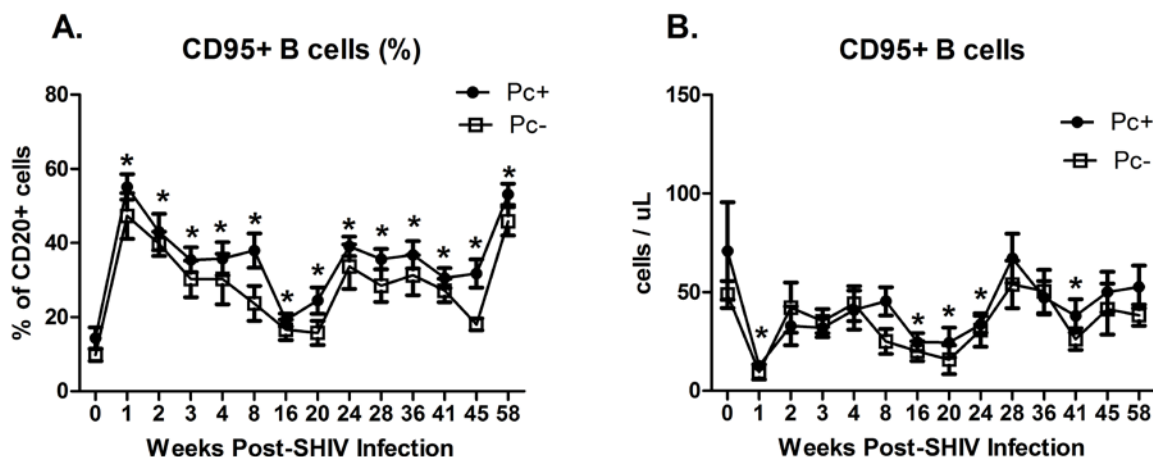 A.
CD95+ B cells (%)
Pc+
Pc-
% of CD20+ cells
80
60
40
20
0
* * * * * * * * * * * * *
0 1 2 3 4 8 16 20 24 28 36 41 45 58
Weeks Post-SHIV Infection
B.
CD95+ B cells
Pc+
Pc-
cells / uL
150
100
50
0
* * * * *
0 1 2 3 4 8 16 20 24 28 36 41 45 58
Weeks Post-SHIV Infection